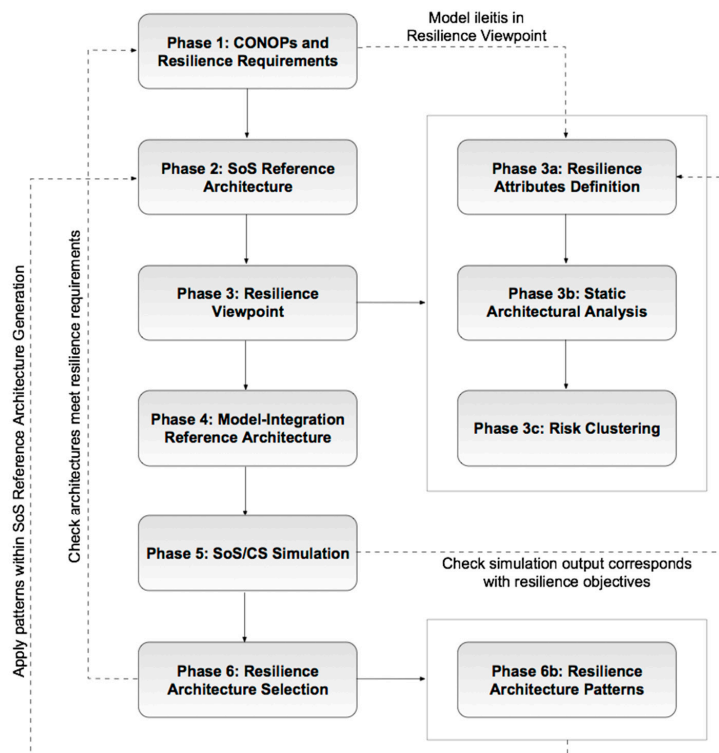 Model ileitis in
Resilience Viewpoint
Phase 1: CONOPs and
Resilience Requirements
Phase 2: SoS Reference
Architecture
Phase 3a: Resilience
Attributes Definition
Phase 3: Resilience
Viewpoint
Phase 3b: Static
Architectural Analysis
Phase 4: Model-Integration
Reference Architecture
Phase 3c: Risk Clustering
Phase 5: SoS/CS Simulation
Check simulation output corresponds
with resilience objectives
Phase 6: Resilience
Architecture Selection
Phase 6b: Resilience
Architecture Patterns
Apply patterns within SoS Reference Architecture Generation
Check architectures meet resilience requirements